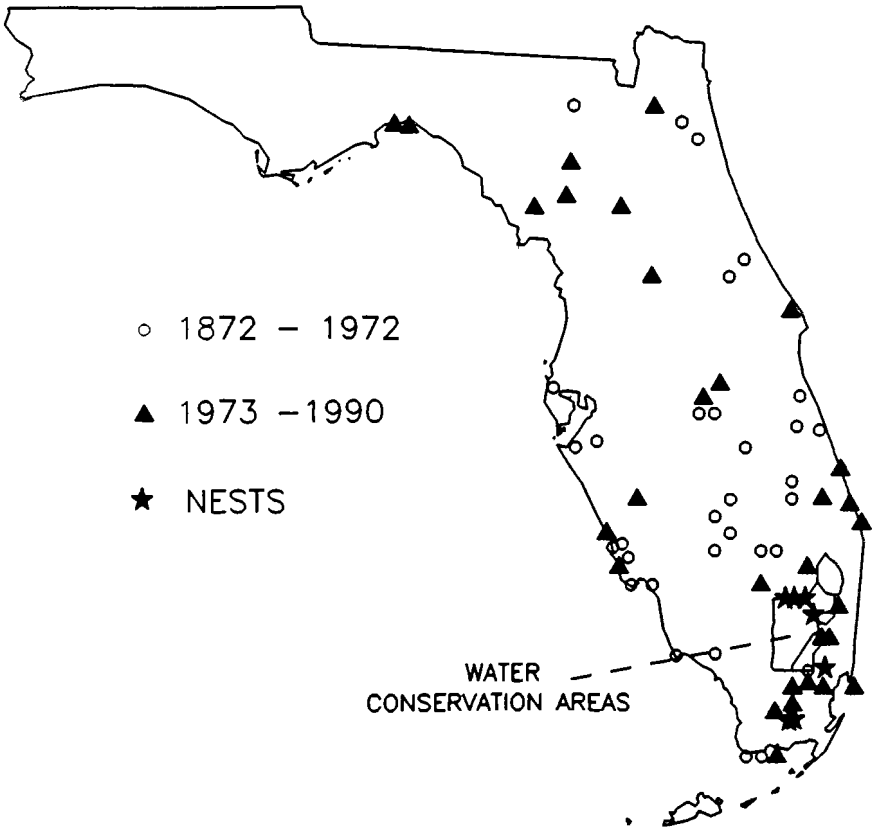 1872 – 1972
1973 –1990
NESTS
WATER
CONSERVATION AREAS